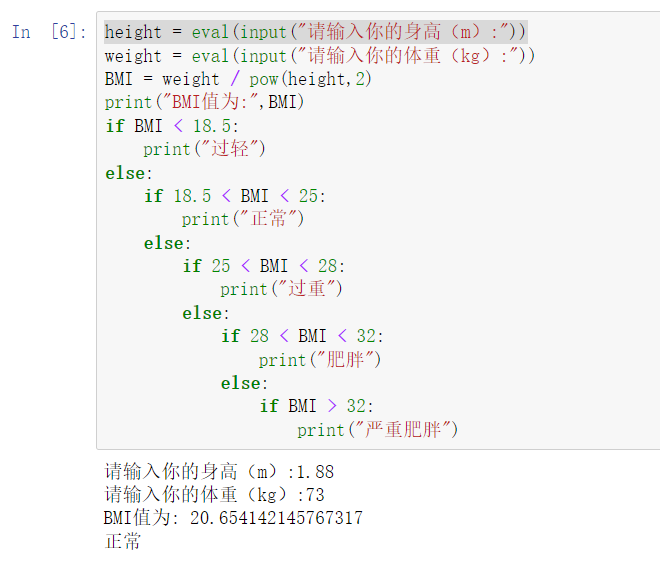 In [6]: height = eval(input("请输入你的身高（m）:"))
weight = eval(input("请输入你的体重（kg）:"))
BMI = weight / pow(height,2)
print("BMI值为:",BMI)
if BMI < 18.5:
    print("过轻")
else:
    if 18.5 < BMI < 25:
        print("正常")
    else:
        if 25 < BMI < 28:
            print("过重")
        else:
            if 28 < BMI < 32:
                print("肥胖")
            else:
                if BMI > 32:
                    print("严重肥胖")
请输入你的身高（m）:1.88
请输入你的体重（kg）:73
BMI值为: 20.654142145767317
正常